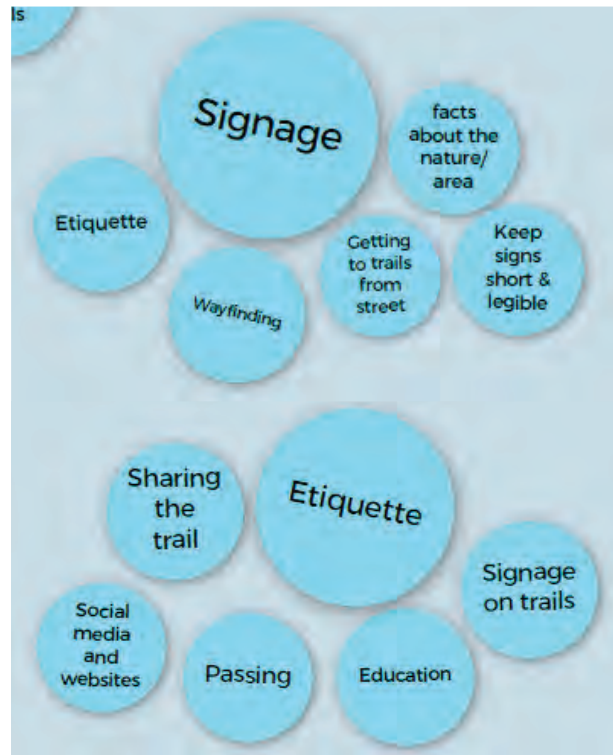 ls
Signage
facts
about the
nature/
area
Etiquette
Getting
to trails
from
street
Keep
signs
short &
legible
Wayfinding
Sharing
the
trail
Etiquette
Signage
on trails
Social
media
and
websites
Passing
Education